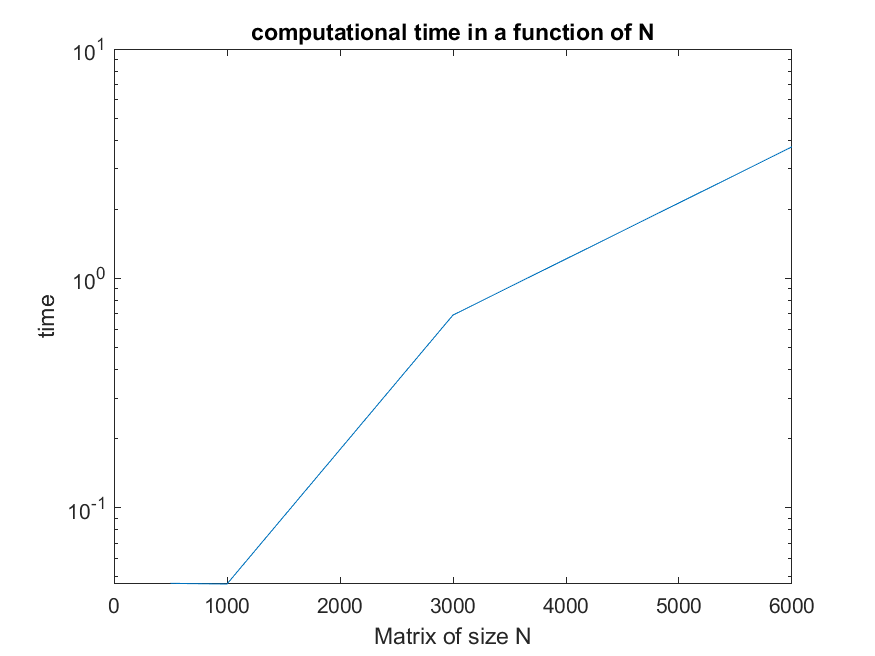 computational time in a function of N
10^1
10^0
10^-1
time
0 1000 2000 3000 4000 5000 6000
Matrix of size N